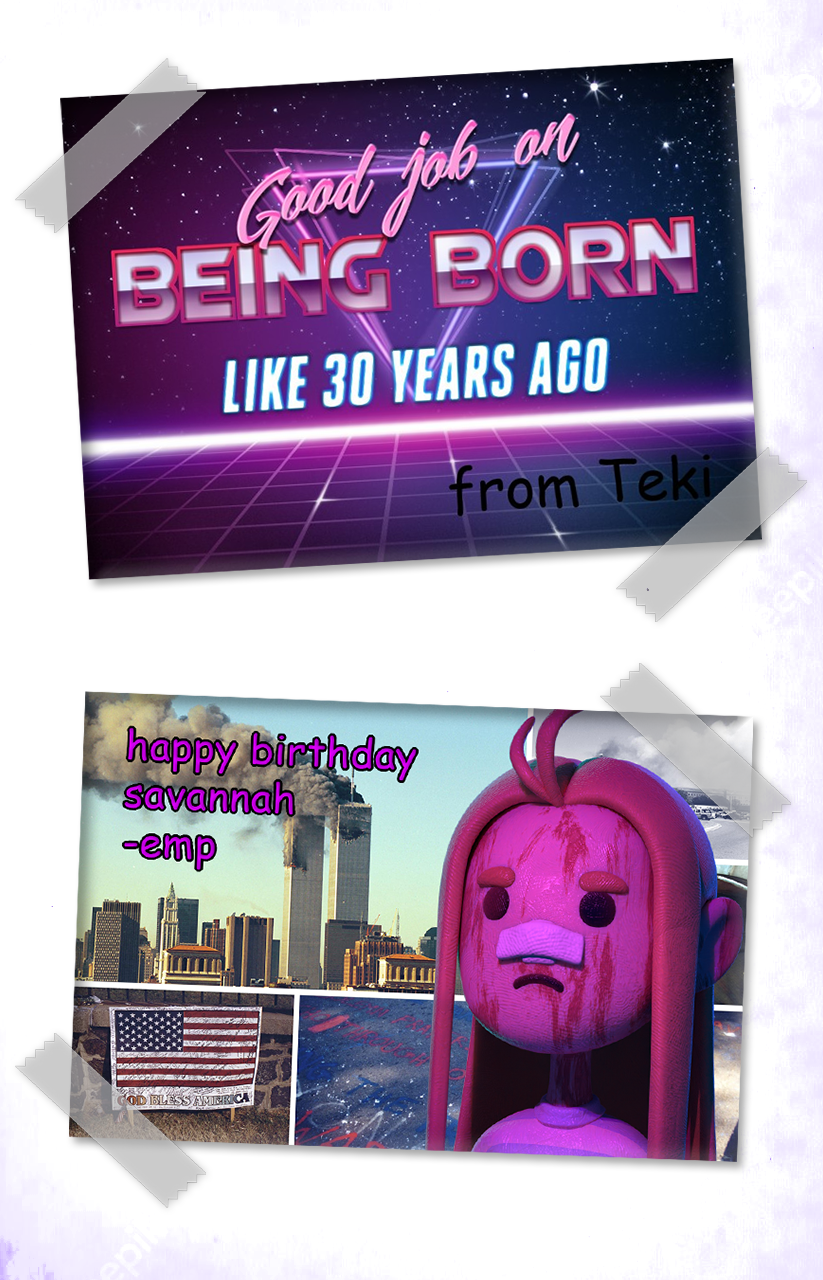 Good job on
BEING BORN
LIKE 30 YEARS AGO
from Teki
happy birthday
savannah
-emp
GOD BLESS AMERICA